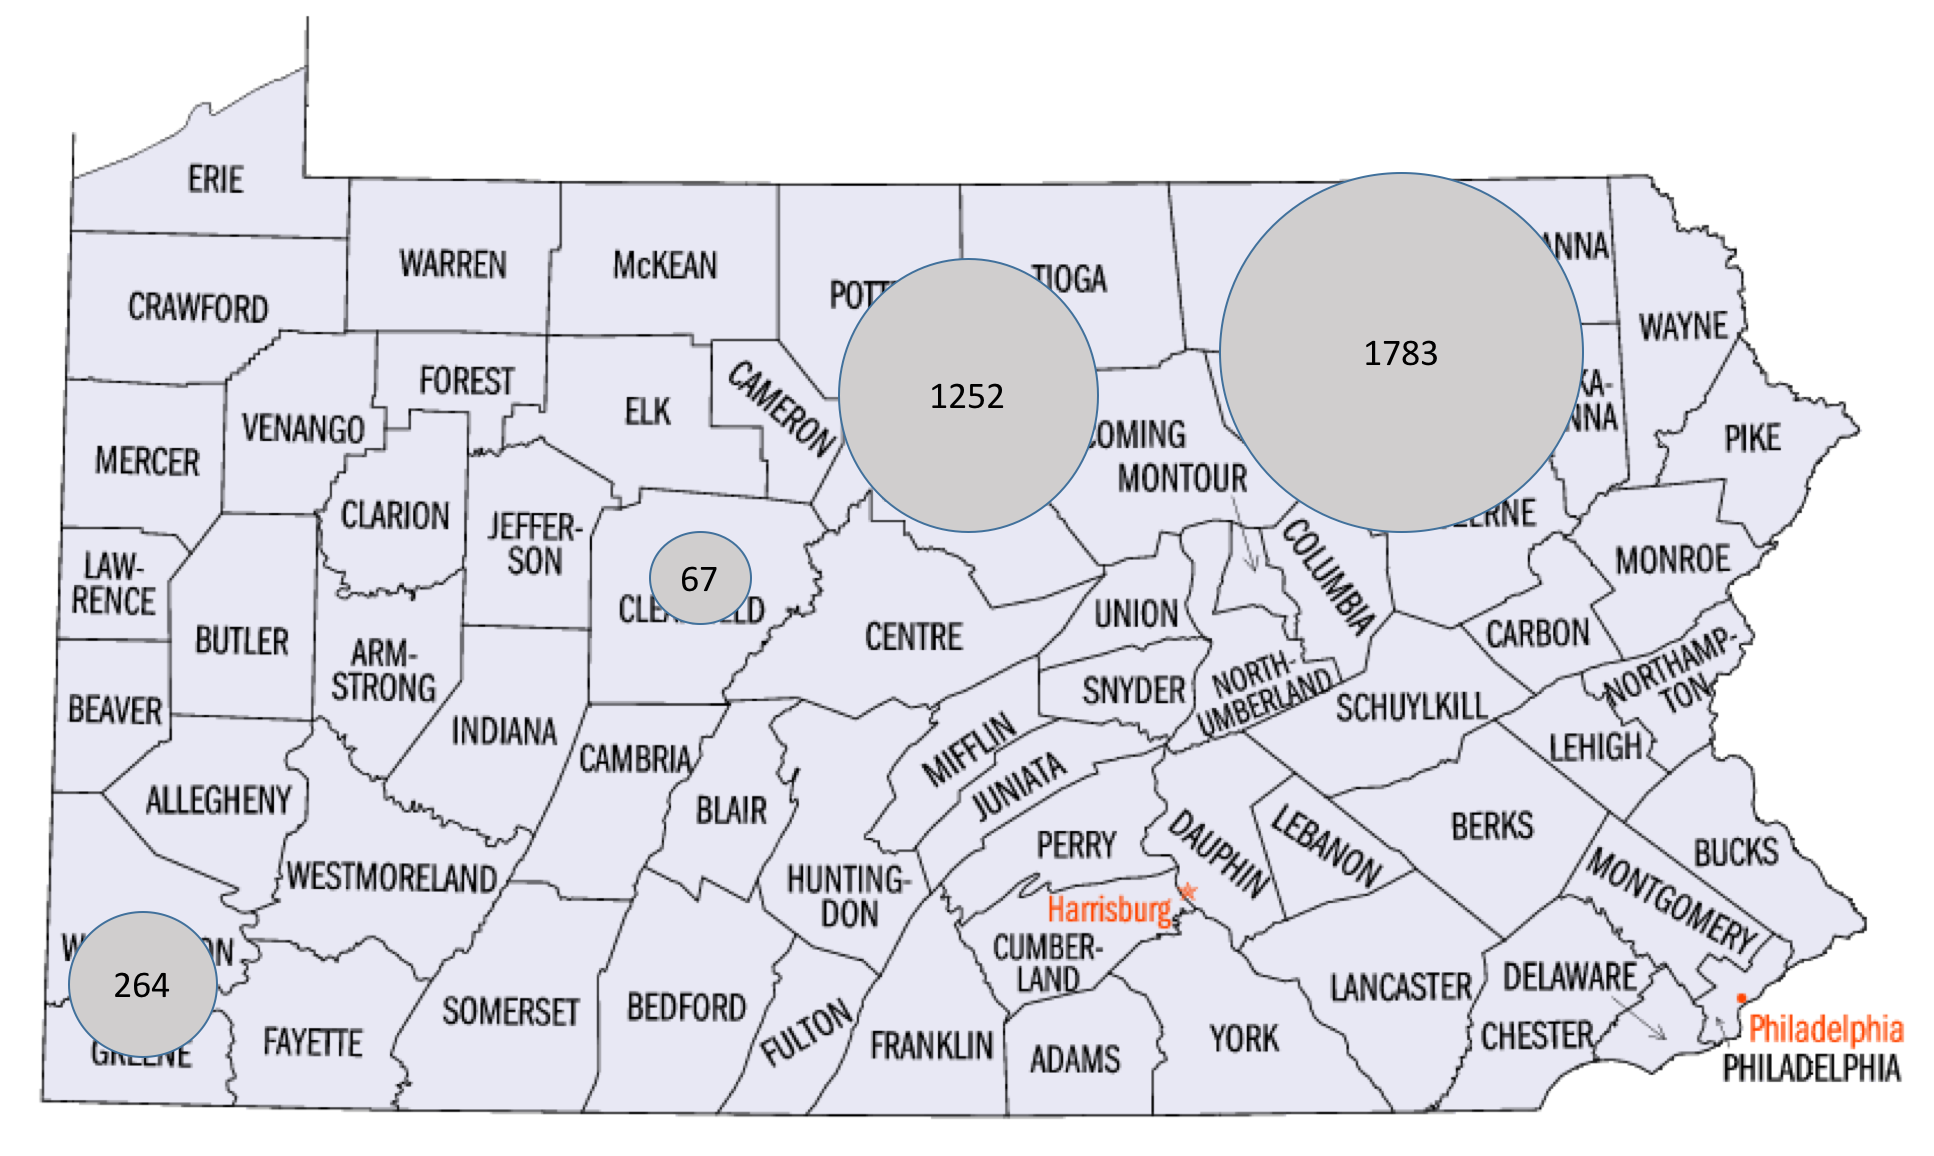 ERIE
WARREN
McKEAN
POTT
TIOGA
ANNA
CRAWFORD
WAYNE
1783
FOREST
CAMERON
1252
KA-
NNA
VENANGO
ELK
COMING
PIKE
MERCER
MONTOUR
CLARION
JEFFER-
SON
ERNE
COLUMBIA
MONROE
LAW-
RENCE
67
CLE
LD
UNION
BUTLER
CENTRE
CARBON
ARM-
STRONG
NORTHAMP-
TON
BEAVER
SNYDER
NORTH-
UMBERLAND
SCHUYLKILL
INDIANA
MIFFLIN
LEHIGH
CAMBRIA
JUNIATA
ALLEGHENY
BLAIR
PERRY
DAUPHIN
LEBANON
BERKS
BUCKS
WESTMORELAND
HUNTING-
DON
MONTGOMERY
Harrisburg
W
ON
CUMBER-
LAND
264
LANCASTER
DELAWARE
SOMERSET
BEDFORD
FULTON
FRANKLIN
ADAMS
YORK
CHESTER
Philadelphia
PHILADELPHIA
GREENE
FAYETTE